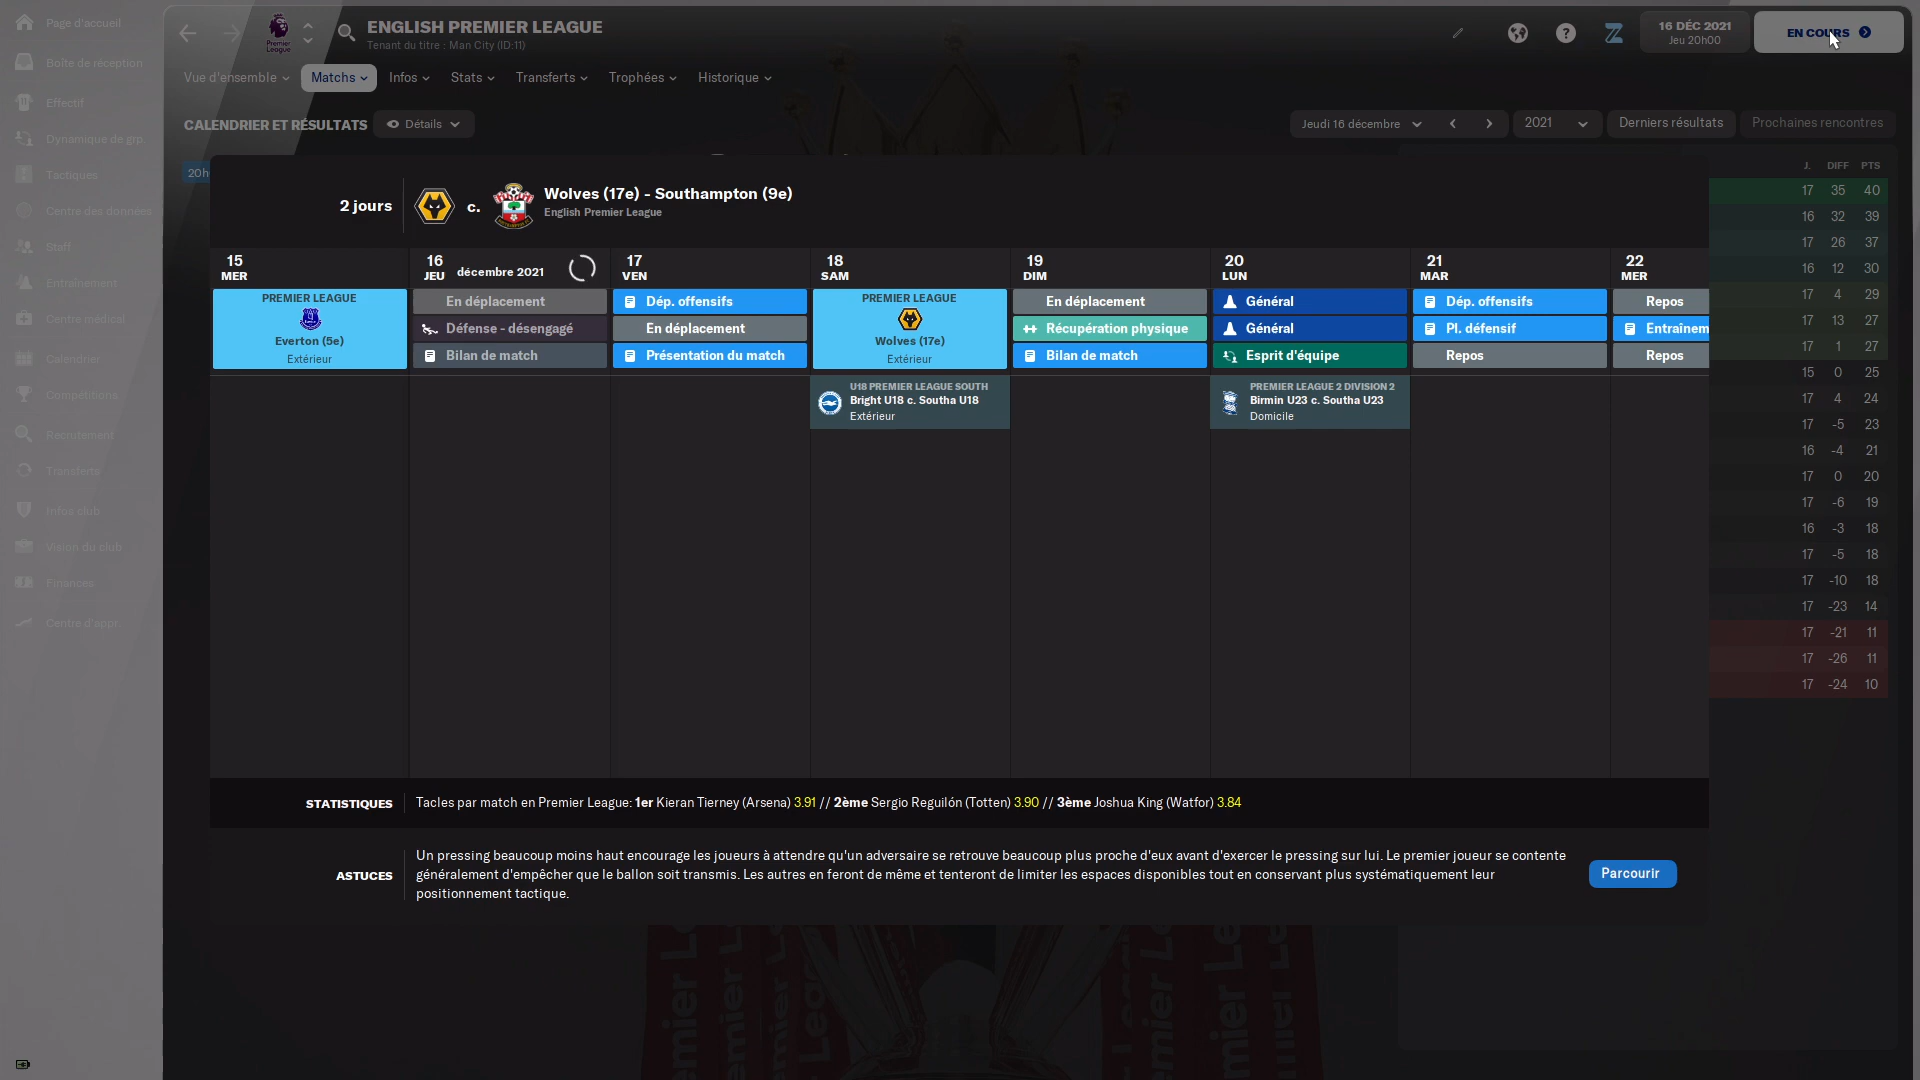 Page d'accueil
Boîte de réception
Effectif
Dynamique de grp.
Tactiques
Centre des données
Staff
Entraînement
Centre médical
Calendrier
Compétitions
Recrutement
Transferts
Infos club
Vision du club
Finances
Centre d'appr.
Premier League
ENGLISH PREMIER LEAGUE
Tenant du titre : Man City (ID:11)
16 DÉC 2021
Jeu 20h00
EN COURS
Vue d'ensemble Matchs Infos Stats Transferts Trophées Historique
CALENDRIER ET RÉSULTATS Détails
Jeudi 16 décembre 2021 Derniers résultats Prochaines rencontres
20h
2 jours
c.
Wolves (17e) - Southampton (9e)
English Premier League
15 MER
16 JEU décembre 2021
17 VEN
18 SAM
19 DIM
20 LUN
21 MAR
22 MER
PREMIER LEAGUE
Everton (5e)
Extérieur
En déplacement
Défense - désengagé
Bilan de match
Dép. offensifs
En déplacement
Présentation du match
PREMIER LEAGUE
Wolves (17e)
Extérieur
En déplacement
Récupération physique
Bilan de match
Général
Général
Esprit d'équipe
Dép. offensifs
Pl. défensif
Repos
Repos
Entraînem
Repos
U18 PREMIER LEAGUE SOUTH
Bright U18 c. Southa U18
Extérieur
PREMIER LEAGUE 2 DIVISION 2
Birmin U23 c. Southa U23
Domicile
J. DIFF PTS
17 35 40
16 32 39
17 26 37
16 12 30
17 4 29
17 13 27
17 1 27
15 0 25
17 4 24
17 -5 23
16 -4 21
17 0 20
17 -6 19
16 -3 18
17 -5 18
17 -10 18
17 -23 14
17 -21 11
17 -26 11
17 -24 10
STATISTIQUES
Tacles par match en Premier League: 1er Kieran Tierney (Arsena) 3.91 // 2ème Sergio Reguilón (Totten) 3.90 // 3ème Joshua King (Watfor) 3.84
ASTUCES
Un pressing beaucoup moins haut encourage les joueurs à attendre qu'un adversaire se retrouve beaucoup plus proche d'eux avant d'exercer le pressing sur lui. Le premier joueur se contente
généralement d'empêcher que le ballon soit transmis. Les autres en feront de même et tenteront de limiter les espaces disponibles tout en conservant plus systématiquement leur
positionnement tactique.
Parcourir